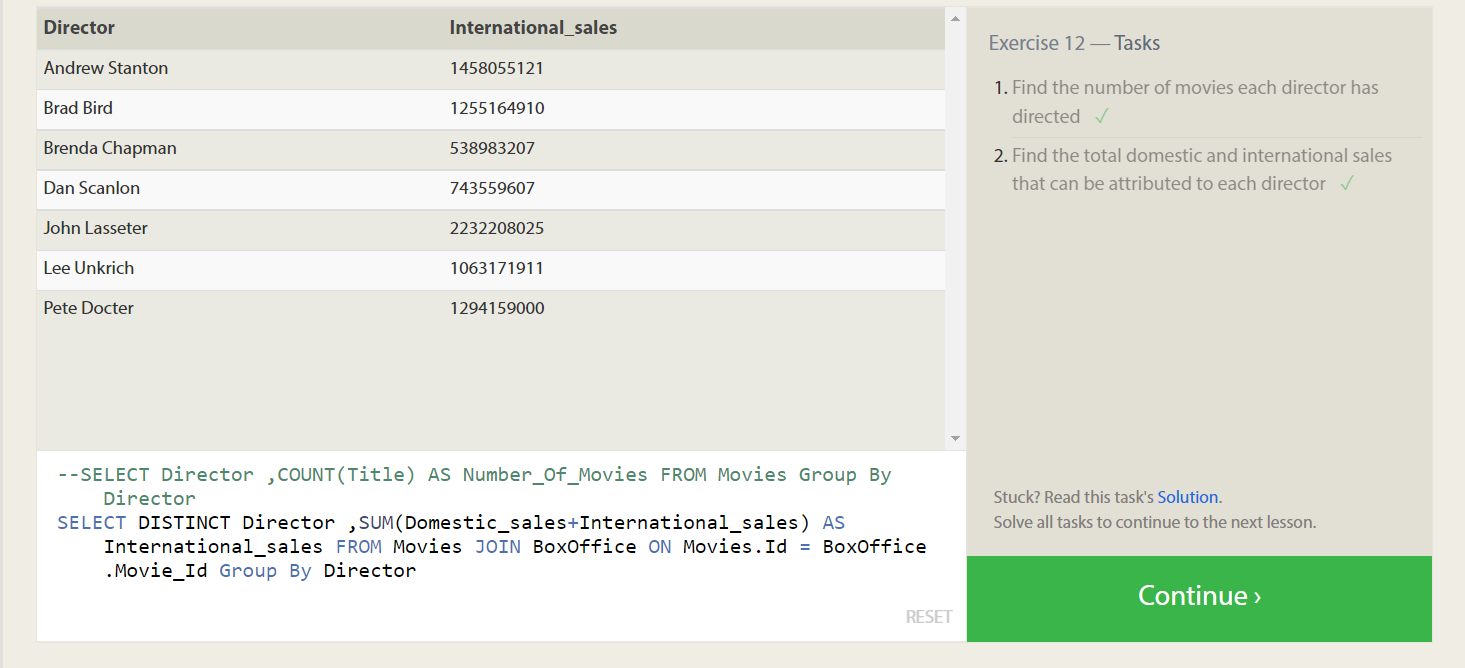 Director International_sales
Andrew Stanton 1458055121
Brad Bird 1255164910
Brenda Chapman 538983207
Dan Scanlon 743559607
John Lasseter 2232208025
Lee Unkrich 1063171911
Pete Docter 1294159000
--SELECT Director ,COUNT(Title) AS Number_Of_Movies FROM Movies Group By
Director
SELECT DISTINCT Director ,SUM(Domestic_sales+International_sales) AS
International_sales FROM Movies JOIN BoxOffice ON Movies.Id = BoxOffice
.Movie_Id Group By Director
RESET
Exercise 12 — Tasks
1. Find the number of movies each director has
directed ✓
2. Find the total domestic and international sales
that can be attributed to each director ✓
Stuck? Read this task's Solution.
Solve all tasks to continue to the next lesson.
Continue ›